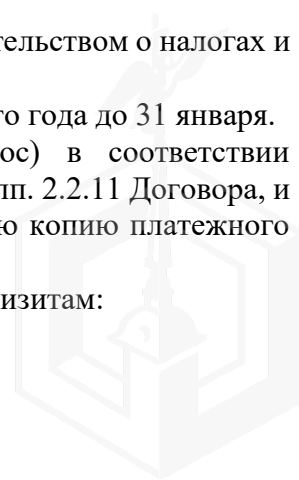 тельством о налогах и
го года до 31 января.
ос) в соответствии
пп. 2.2.11 Договора, и
ю копию платежного
изитам: